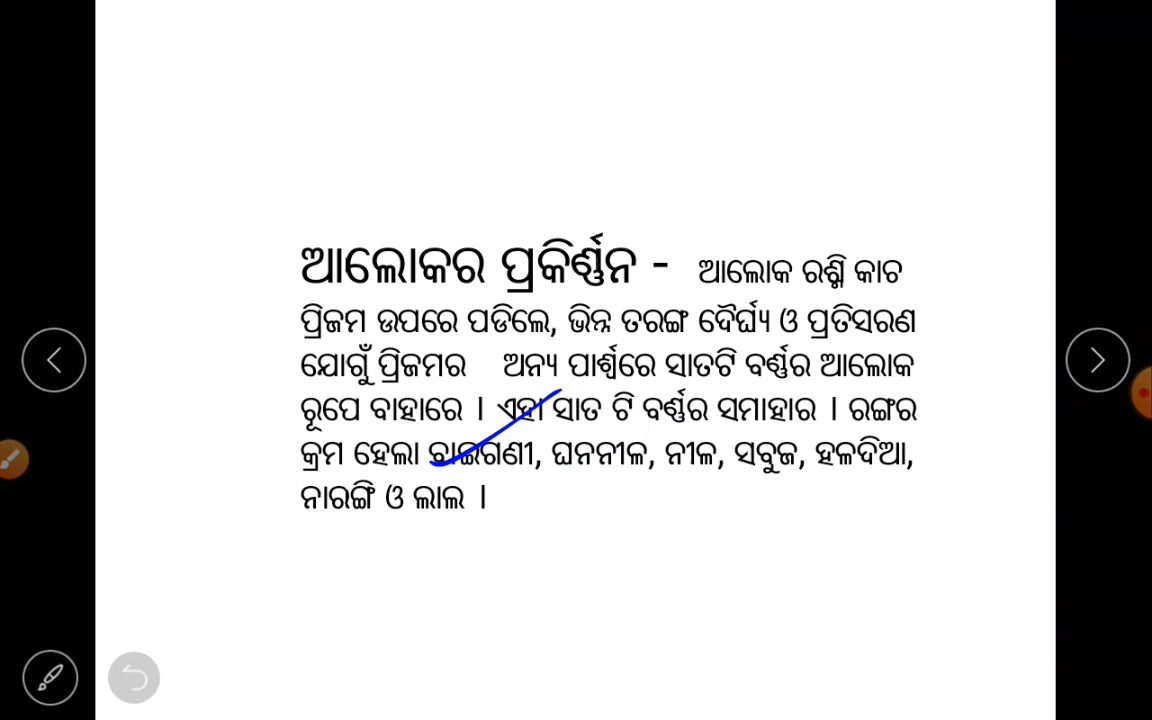 ଆଲୋକର ପ୍ରକିର୍ଣ୍ଣନ - ଆଲୋକ ରଶ୍ମି କାଚ
ପ୍ରିଜମ ଉପରେ ପଡିଲେ, ଭିନ୍ନ ତରଙ୍ଗ ଦୈର୍ଘ୍ୟ ଓ ପ୍ରତିସରଣ
ଯୋଗୁଁ ପ୍ରିଜମର ଅନ୍ୟ ପାର୍ଶ୍ୱରେ ସାତଟି ବର୍ଣ୍ଣର ଆଲୋକ
ରୂପେ ବାହାରେ । ଏହା ସାତ ଟି ବର୍ଣ୍ଣର ସମାହାର । ରଙ୍ଗର
କ୍ରମ ହେଲା ବାଇଗଣୀ, ଘନନୀଳ, ନୀଳ, ସବୁଜ, ହଳଦିଆ,
ନାରଙ୍ଗି ଓ ଲାଲ ।